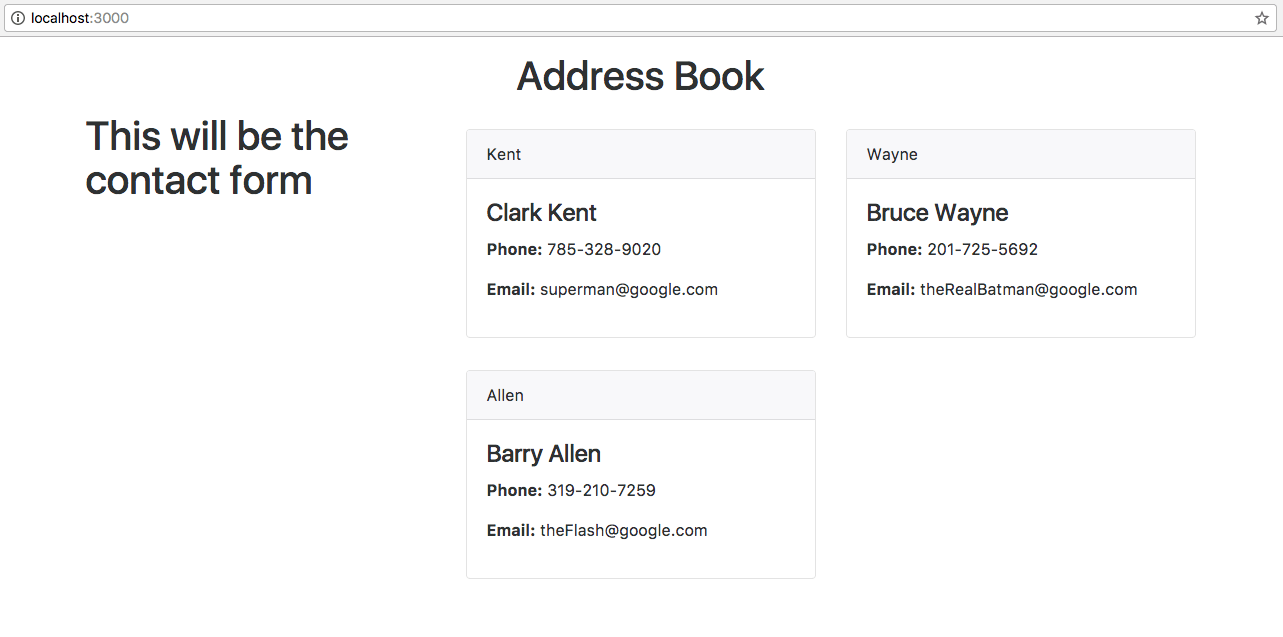 localhost:3000
Address Book
This will be the
contact form
Kent
Clark Kent
Phone: 785-328-9020
Email: superman@google.com
Wayne
Bruce Wayne
Phone: 201-725-5692
Email: theRealBatman@google.com
Allen
Barry Allen
Phone: 319-210-7259
Email: theFlash@google.com